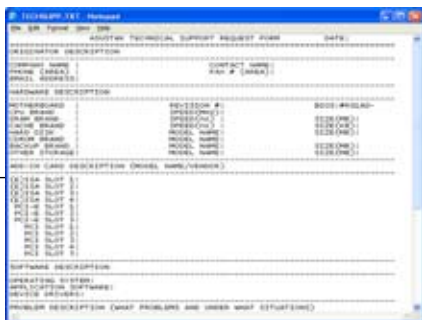 TECHSUPP.TXT - Notepad
File Edit Format View Help
ASUSTEK TECHNICAL SUPPORT REQUEST FORM DATE:
ORIGINATOR DESCRIPTION
COMPANY NAME : CONTACT NAME:
PHONE (AREA) : FAX # (AREA):
EMAIL ADDRESS:
HARDWARE DESCRIPTION
MOTHERBOARD : REVISION #: BIOS:
CPU BRAND : SPEED(MHz):
DRAM BRAND : SPEED(ns) : SIZE(MB):
CACHE BRAND : SPEED(ns) : SIZE(KB):
HARD DISK : MODEL NAME: SIZE(MB):
CDROM BRAND : MODEL NAME:
BACKUP BRAND : MODEL NAME: SIZE(MB):
OTHER STORAGE: MODEL NAME: SIZE(MB):
ADD-ON CARD DESCRIPTION (MODEL NAME/VENDOR)
(E)ISA SLOT 1:
(E)ISA SLOT 2:
(E)ISA SLOT 3:
(E)ISA SLOT 4:
PCI-E SLOT 1:
PCI-E SLOT 2:
PCI-E SLOT 3:
PCI SLOT 1:
PCI SLOT 2:
PCI SLOT 3:
PCI SLOT 4:
PCI SLOT 5:
SOFTWARE DESCRIPTION
OPERATING SYSTEM:
APPLICATION SOFTWARE:
DEVICE DRIVERS:
PROBLEM DESCRIPTION (WHAT PROBLEMS AND UNDER WHAT SITUATIONS)